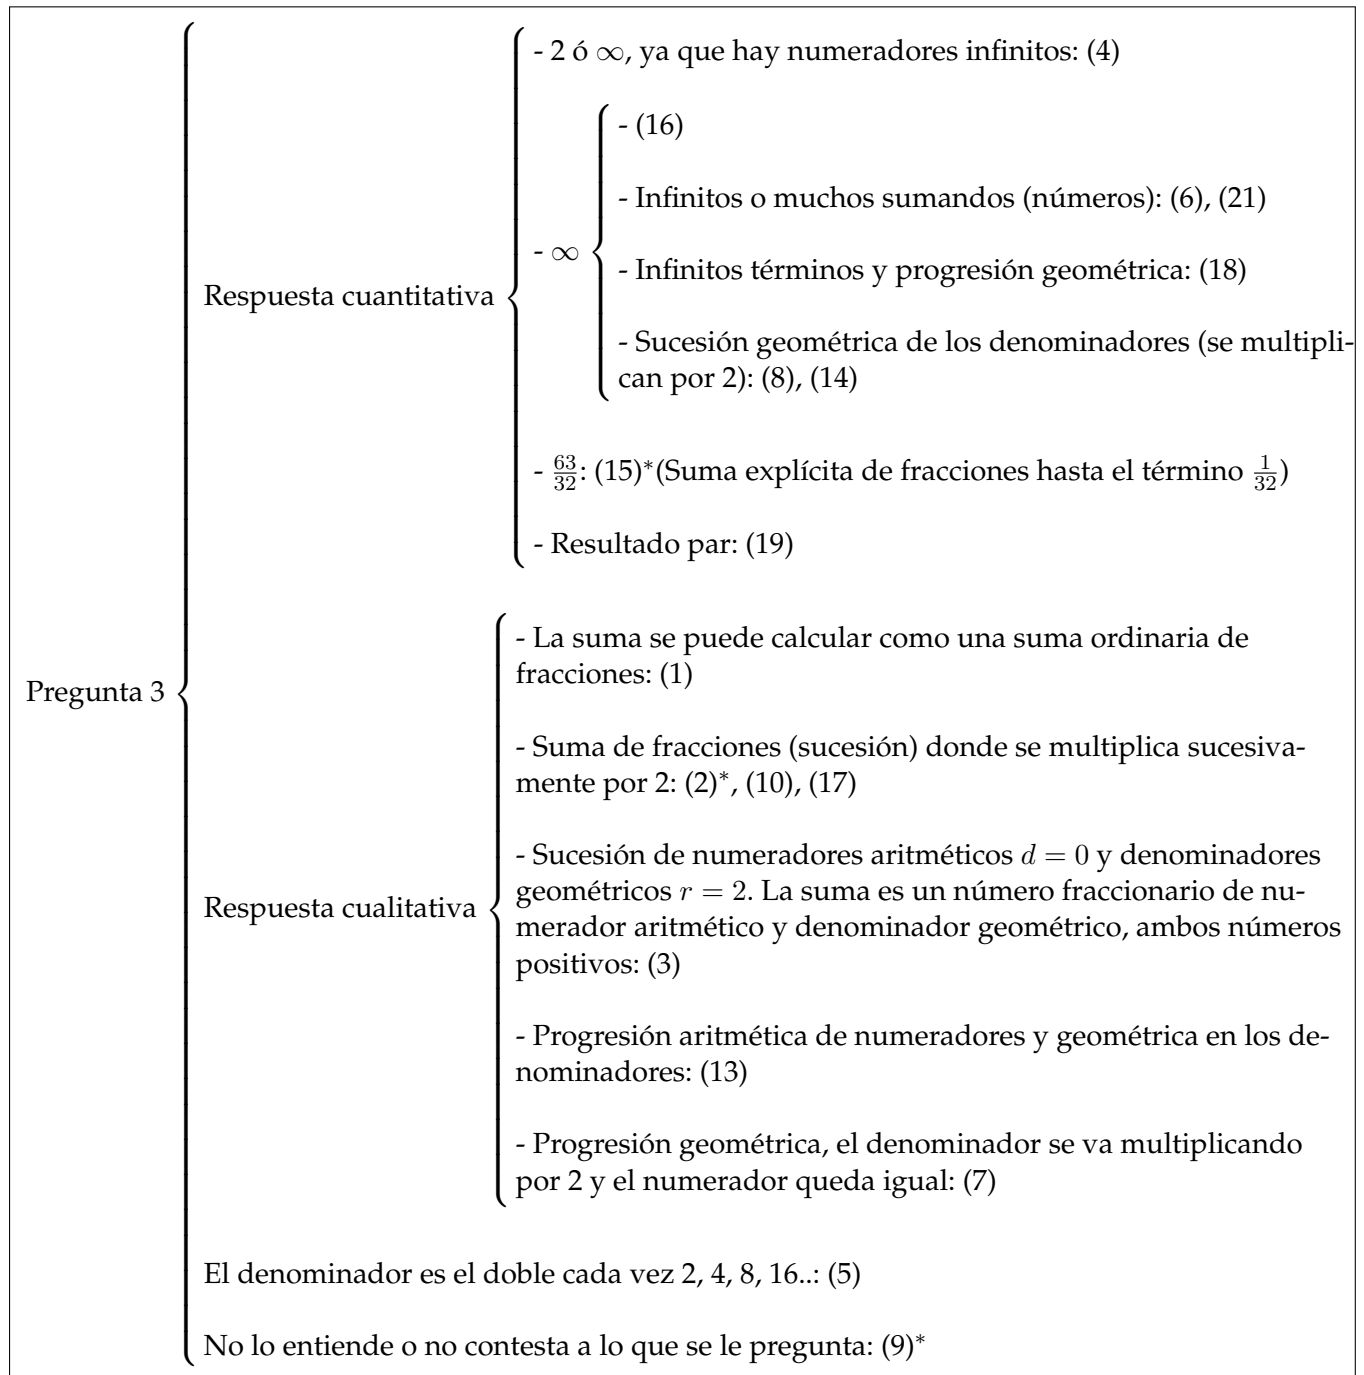 Pregunta 3
Respuesta cuantitativa
- 2 ó ∞, ya que hay numeradores infinitos: (4)
- ∞
- (16)
- Infinitos o muchos sumandos (números): (6), (21)
- Infinitos términos y progresión geométrica: (18)
- Sucesión geométrica de los denominadores (se multipli-
can por 2): (8), (14)
- 63/32: (15)*(Suma explícita de fracciones hasta el término 1/32)
- Resultado par: (19)
Respuesta cualitativa
- La suma se puede calcular como una suma ordinaria de
fracciones: (1)
- Suma de fracciones (sucesión) donde se multiplica sucesiva-
mente por 2: (2)*, (10), (17)
- Sucesión de numeradores aritméticos d = 0 y denominadores
geométricos r = 2. La suma es un número fraccionario de nu-
merador aritmético y denominador geométrico, ambos números
positivos: (3)
- Progresión aritmética de numeradores y geométrica en los de-
nominadores: (13)
- Progresión geométrica, el denominador se va multiplicando
por 2 y el numerador queda igual: (7)
El denominador es el doble cada vez 2, 4, 8, 16..: (5)
No lo entiende o no contesta a lo que se le pregunta: (9)*